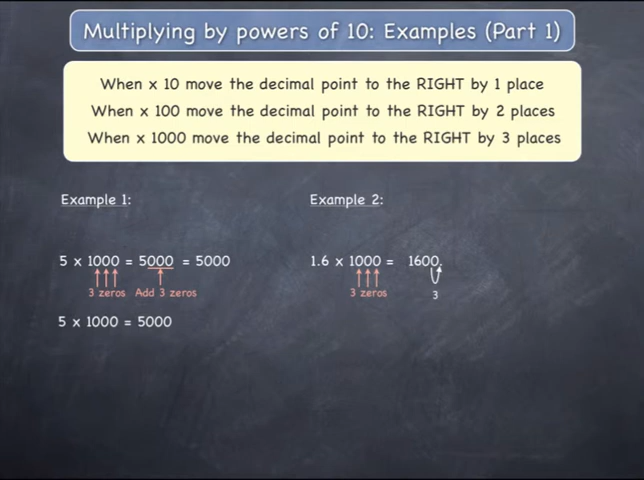 Multiplying by powers of 10: Examples (Part 1)
When x 10 move the decimal point to the RIGHT by 1 place
When x 100 move the decimal point to the RIGHT by 2 places
When x 1000 move the decimal point to the RIGHT by 3 places
Example 1:
5 x 1000 = 5000 = 5000
3 zeros Add 3 zeros
5 x 1000 = 5000
Example 2:
1.6 x 1000 = 1600.
3 zeros 3